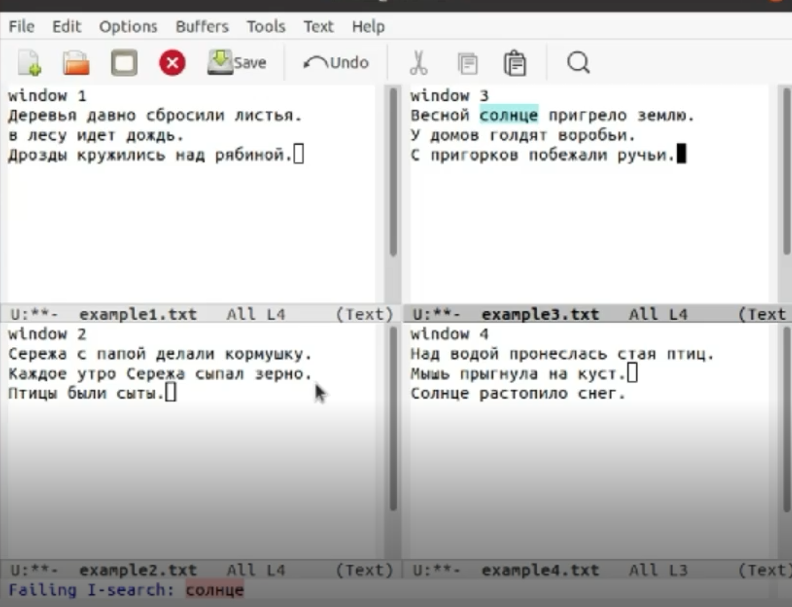 File Edit Options Buffers Tools Text Help
Save Undo
window 1
Деревья давно сбросили листья.
в лесу идет дождь.
Дрозды кружились над рябиной.
U:**- example1.txt All L4 (Text)
window 3
Весной солнце пригрело землю.
У домов голдят воробьи.
С пригорков побежали ручьи.
U:**- example3.txt All L4 (Text
window 2
Сережа с папой делали кормушку.
Каждое утро Сережа сыпал зерно.
Птицы были сыты.
U:**- example2.txt All L4 (Text)
window 4
Над водой пронеслась стая птиц.
Мышь прыгнула на куст.
Солнце растопило снег.
U:**- example4.txt All L3 (Text)
Failing I-search: солнце